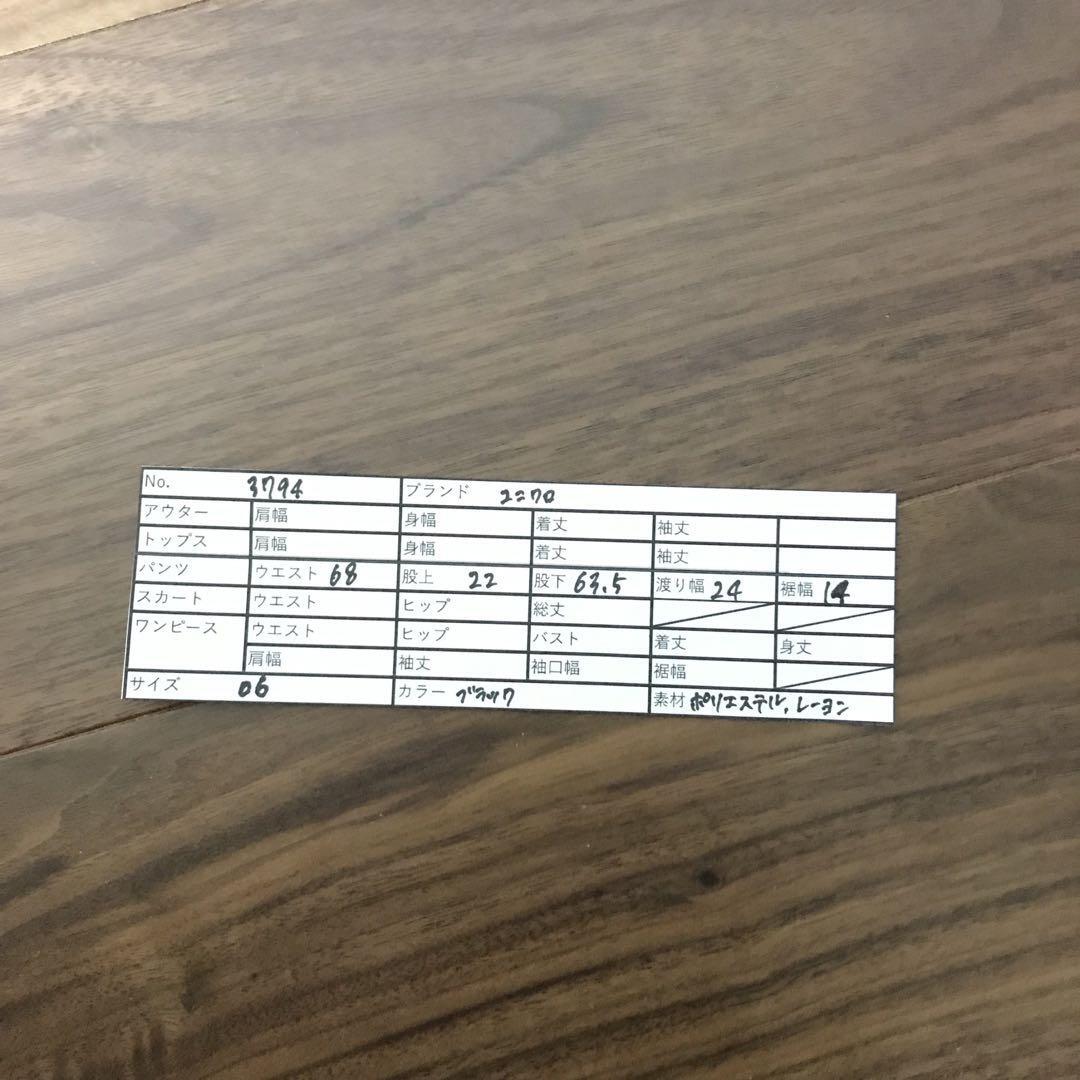 No. 3794 ブランド ユニクロ
アウター 肩幅 身幅 着丈 袖丈
トップス 肩幅 身幅 着丈 袖丈
パンツ ウエスト 68 股上 22 股下 63.5 渡り幅 24 裾幅 14
スカート ウエスト ヒップ 総丈
ワンピース ウエスト ヒップ バスト 着丈 身丈
肩幅 袖丈 袖口幅 裾幅
サイズ 06 カラー ブラック 素材 ポリエステル, レーヨン